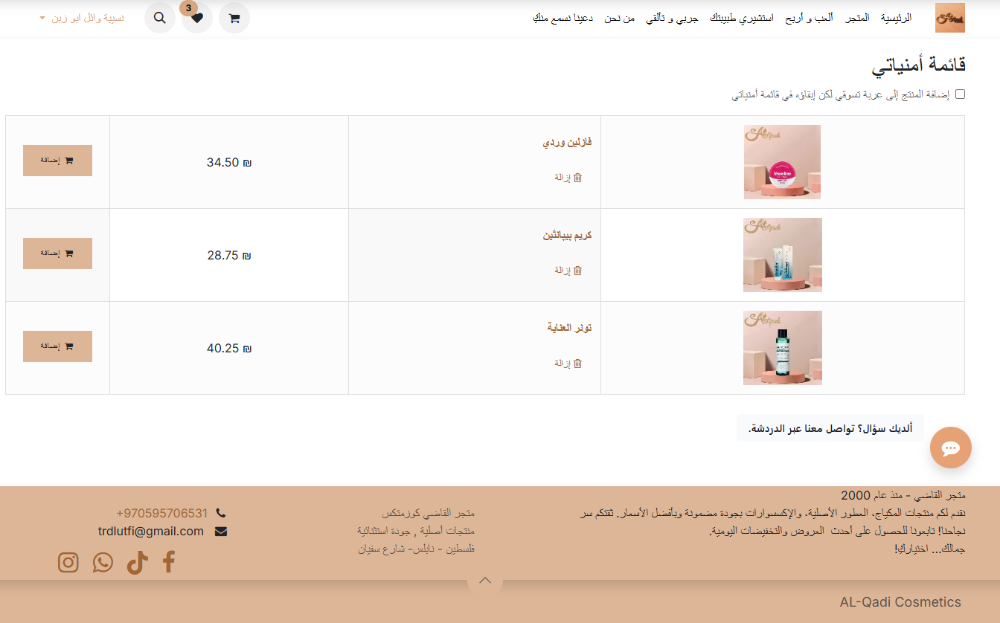 الرئيسية
المتجر
ألعب و أربح
استشيري طبيبتك
جربي و تألقي
من نحن
دعينا نسمع منكِ
3
نسيبة وائل ابو زين
قائمة أمنياتي
إضافة المنتج إلى عربة تسوقي لكن إبقاؤه في قائمة أمنياتي
فازلين وردي
إزالة
34.50 ₪
إضافة
كريم بيبانثين
إزالة
28.75 ₪
إضافة
تونر العناية
إزالة
40.25 ₪
إضافة
ألديك سؤال؟ تواصل معنا عبر الدردشة.
متجر القاضي - منذ عام 2000
نقدم لكم منتجات المكياج، العطور الأصلية، والإكسسوارات بجودة مضمونة وبأفضل الأسعار. ثقتكم سر
نجاحنا! تابعونا للحصول على أحدث العروض والتخفيضات اليومية.
جمالك... اختيارك!
متجر القاضي كوزمتكس
منتجات أصلية , جودة استثنائية
فلسطين - نابلس- شارع سفيان
+970595706531
trdlutfi@gmail.com
AL-Qadi Cosmetics